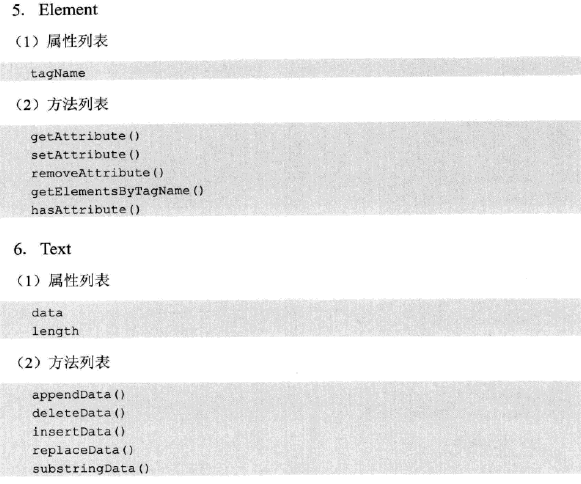 5. Element
（1）属性列表
tagName
（2）方法列表
getAttribute()
setAttribute()
removeAttribute()
getElementsByTagName()
hasAttribute()
6. Text
（1）属性列表
data
length
（2）方法列表
appendData()
deleteData()
insertData()
replaceData()
substringData()